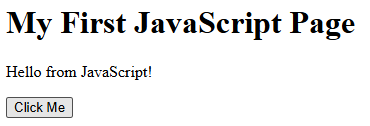 My First JavaScript Page
Hello from JavaScript!
Click Me